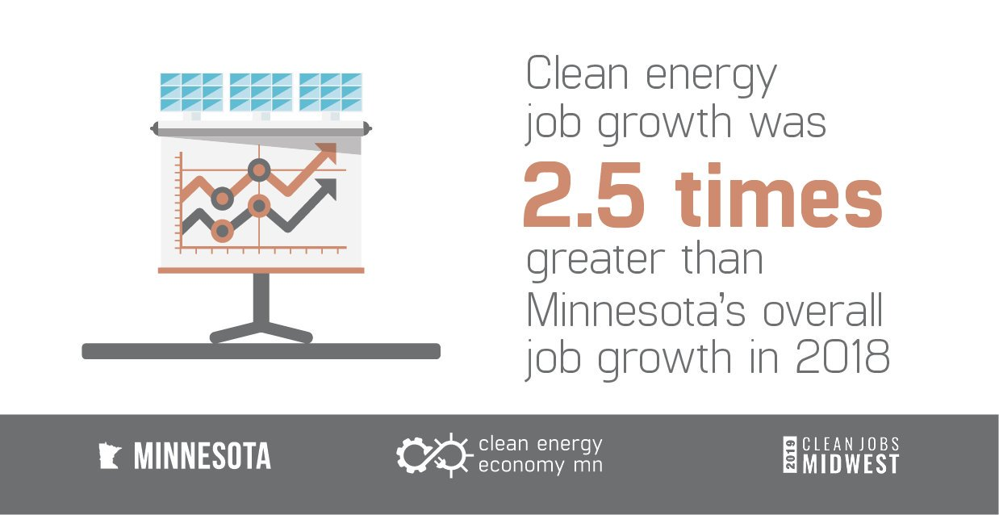 Clean energy
job growth was
2.5 times
greater than
Minnesota's overall
job growth in 2018
MINNESOTA
clean energy
economy mn
2019
CLEAN JOBS
MIDWEST